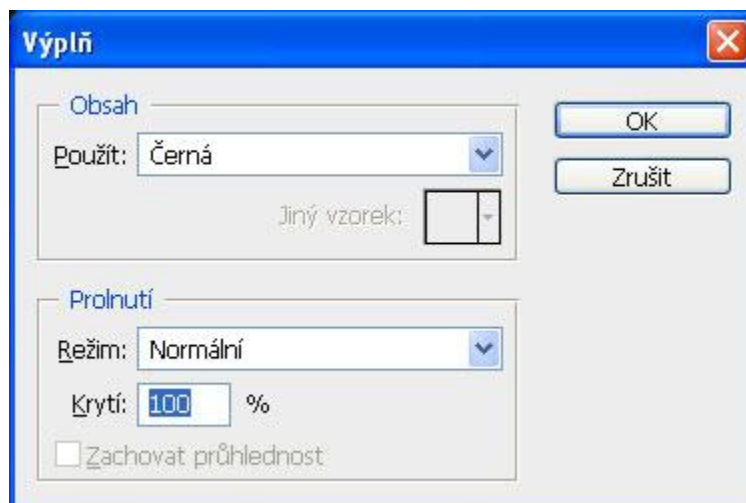 Výplň
Obsah
Použít: Černá
Jiný vzorek:
OK
Zrušit
Prolnutí
Režim: Normální
Krytí: 100 %
Zachovat průhlednost